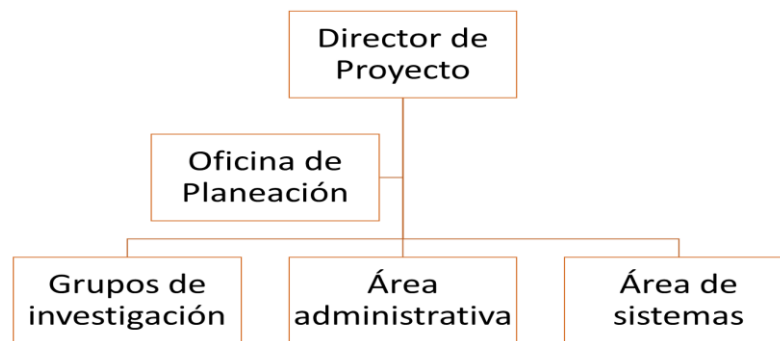 Director de
Proyecto
Oficina de
Planeación
Grupos de
investigación
Área
administrativa
Área de
sistemas